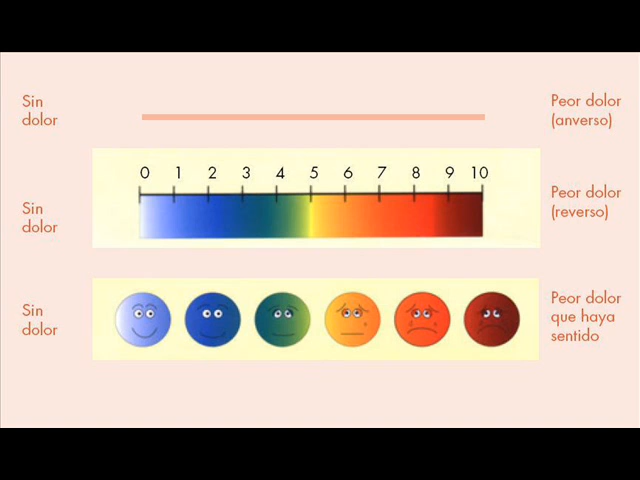 Sin
dolor
Peor dolor
(anverso)
0 1 2 3 4 5 6 7 8 9 10
Sin
dolor
Peor dolor
(reverso)
Sin
dolor
Peor dolor
que haya
sentido